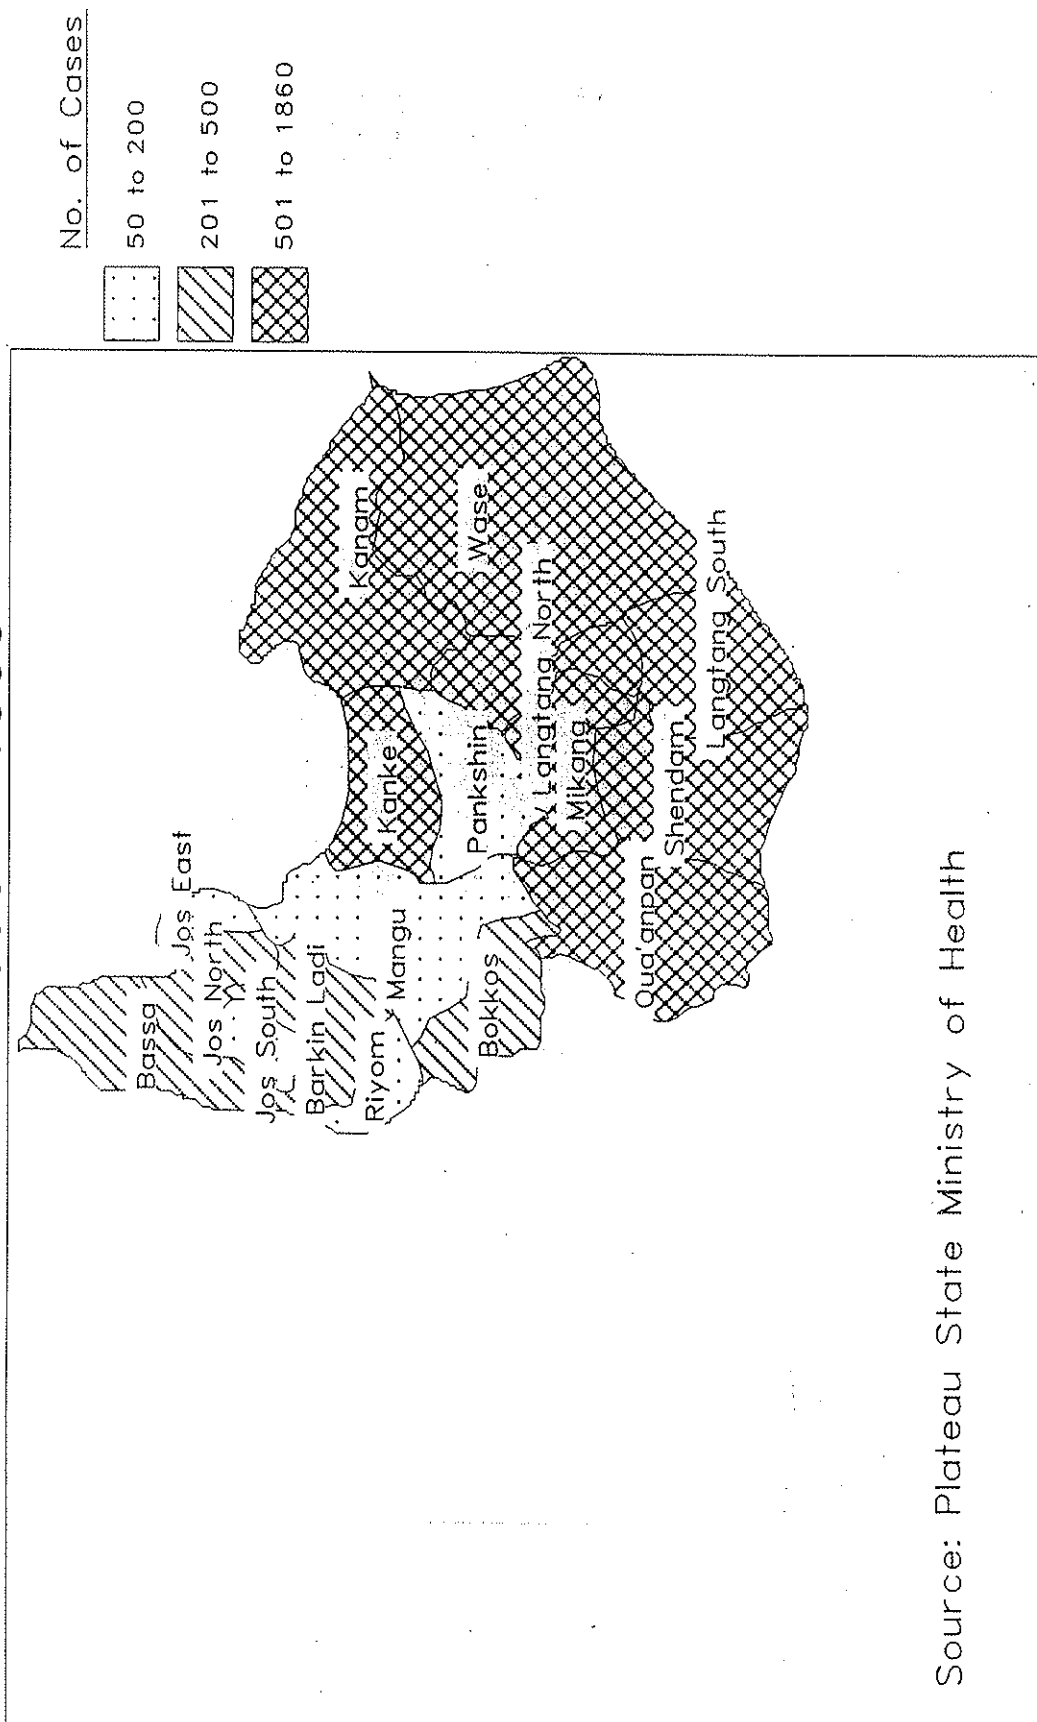 No. of Cases
50 to 200
201 to 500
501 to 1860
Bassa
Jos East
Jos North
Jos South
Barkin Ladi
Riyom
Mangu
Kanke
Kanam
Bokkos
Pankshin
Wase
Langtang North
Mikang
Qua'anpan
Shendam
Langtang South
Source: Plateau State Ministry of Health